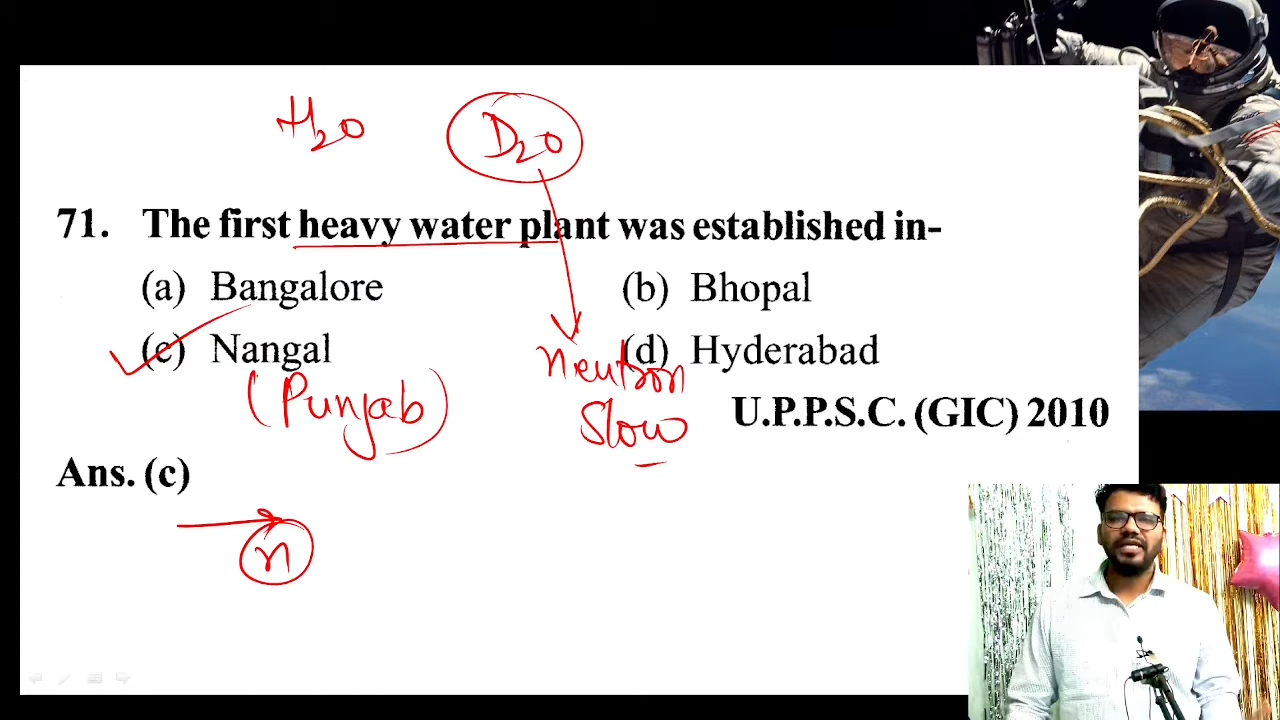 H₂O D₂O
71. The first heavy water plant was established in-
(a) Bangalore (b) Bhopal
(c) Nangal (d) Hyderabad
(Punjab) neutron
slow
U.P.P.S.C. (GIC) 2010
Ans. (c)
n